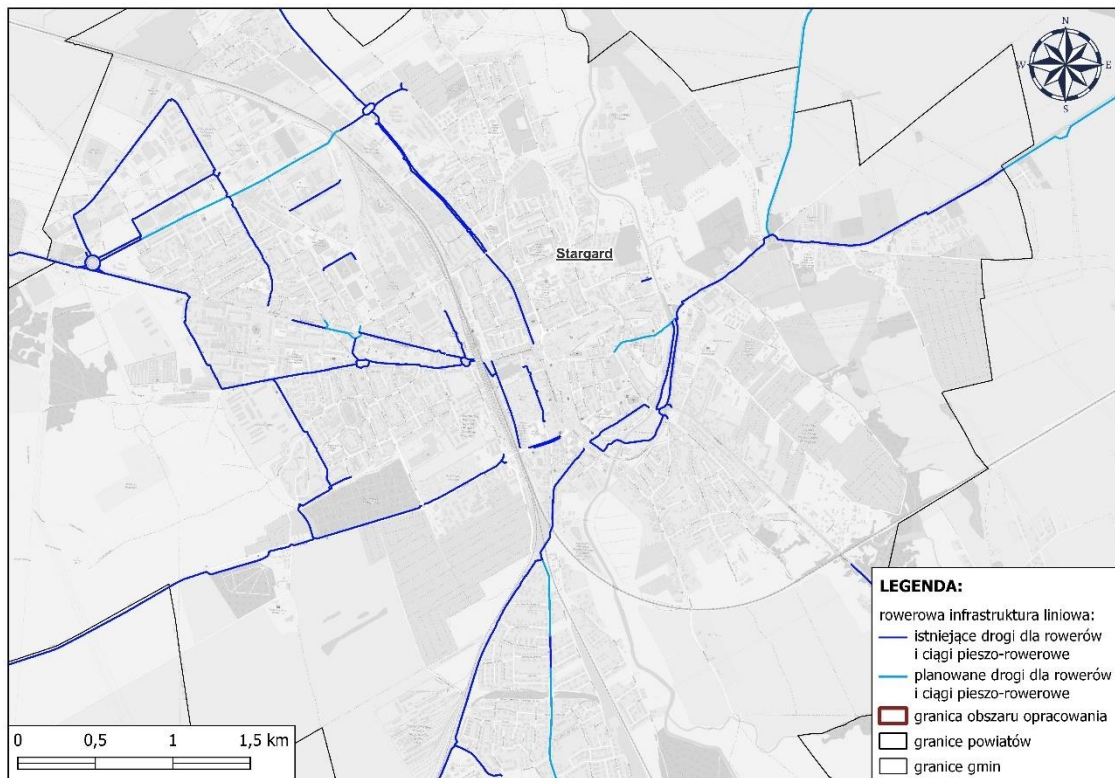 N
W E
S
Stargard
LEGENDA:
rowerowa infrastruktura liniowa:
istniejące drogi dla rowerów
i ciągi pieszo-rowerowe
planowane drogi dla rowerów
i ciągi pieszo-rowerowe
granica obszaru opracowania
granice powiatów
granice gmin
0 0,5 1 1,5 km